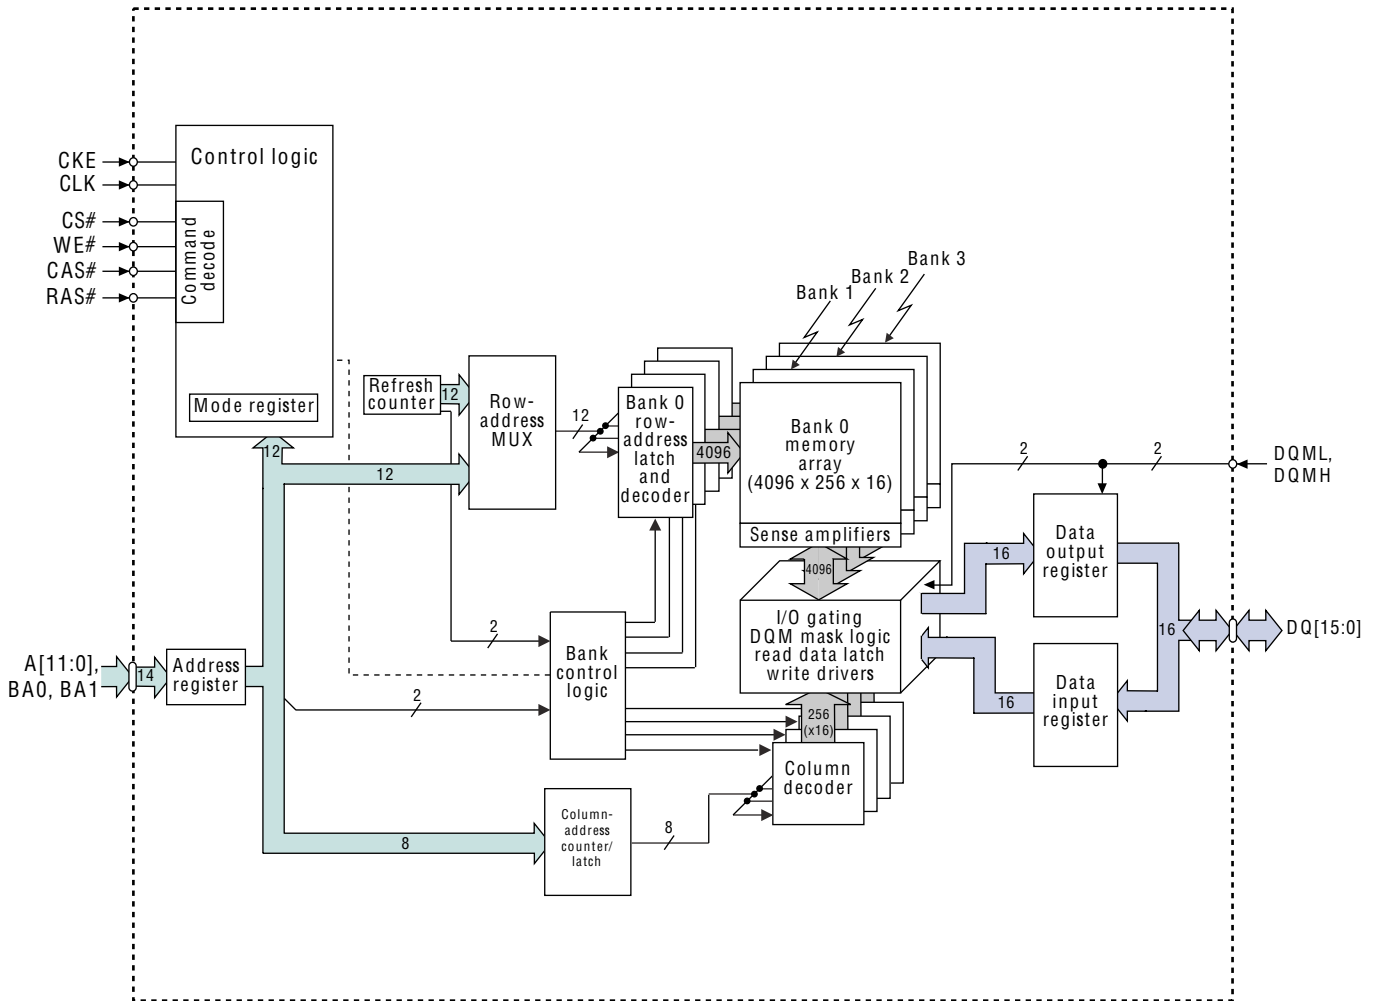 Control logic
CKE
CLK
CS#
WE#
CAS#
RAS#
Command
decode
Mode register
12
Refresh
counter
12
Row-
address
MUX
12
12
Bank 0
row-
address
latch
and
decoder
4096
Bank 1
Bank 2
Bank 3
Bank 0
memory
array
(4096 x 256 x 16)
Sense amplifiers
4096
I/O gating
DQM mask logic
read data latch
write drivers
2
2
DQML,
DQMH
Data
output
register
16
16
DQ[15:0]
Data
input
register
16
A[11:0],
BA0, BA1
14
Address
register
2
2
Bank
control
logic
256
(x16)
Column
decoder
Column-
address
counter/
latch
8
8